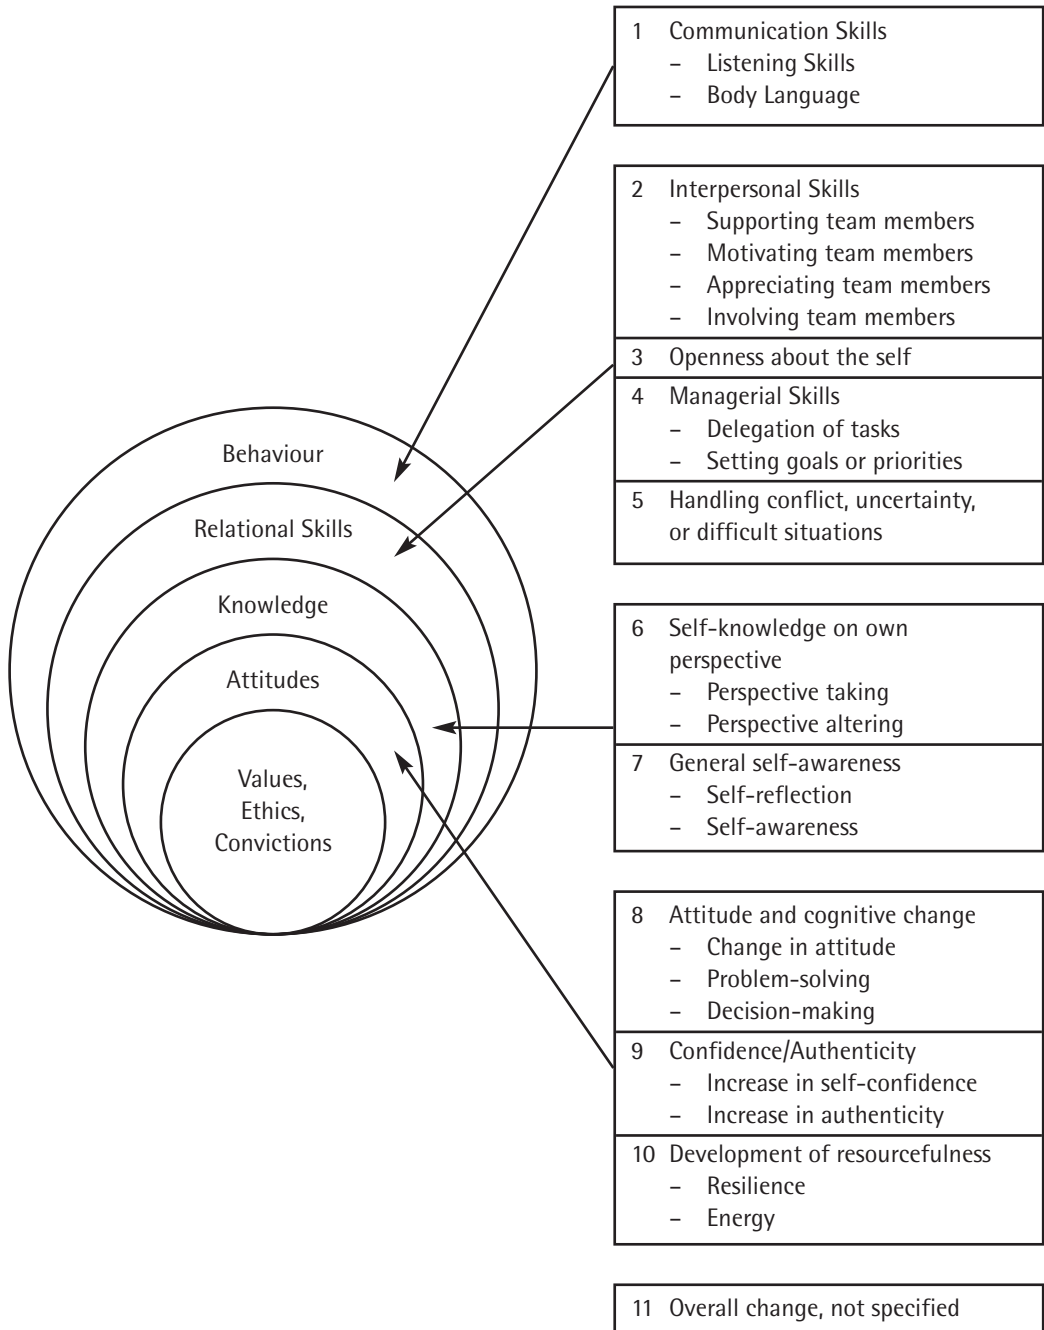 1 Communication Skills
– Listening Skills
– Body Language
2 Interpersonal Skills
– Supporting team members
– Motivating team members
– Appreciating team members
– Involving team members
3 Openness about the self
4 Managerial Skills
– Delegation of tasks
– Setting goals or priorities
5 Handling conflict, uncertainty,
or difficult situations
Behaviour
Relational Skills
Knowledge
Attitudes
Values,
Ethics,
Convictions
6 Self-knowledge on own
perspective
– Perspective taking
– Perspective altering
7 General self-awareness
– Self-reflection
– Self-awareness
8 Attitude and cognitive change
– Change in attitude
– Problem-solving
– Decision-making
9 Confidence/Authenticity
– Increase in self-confidence
– Increase in authenticity
10 Development of resourcefulness
– Resilience
– Energy
11 Overall change, not specified